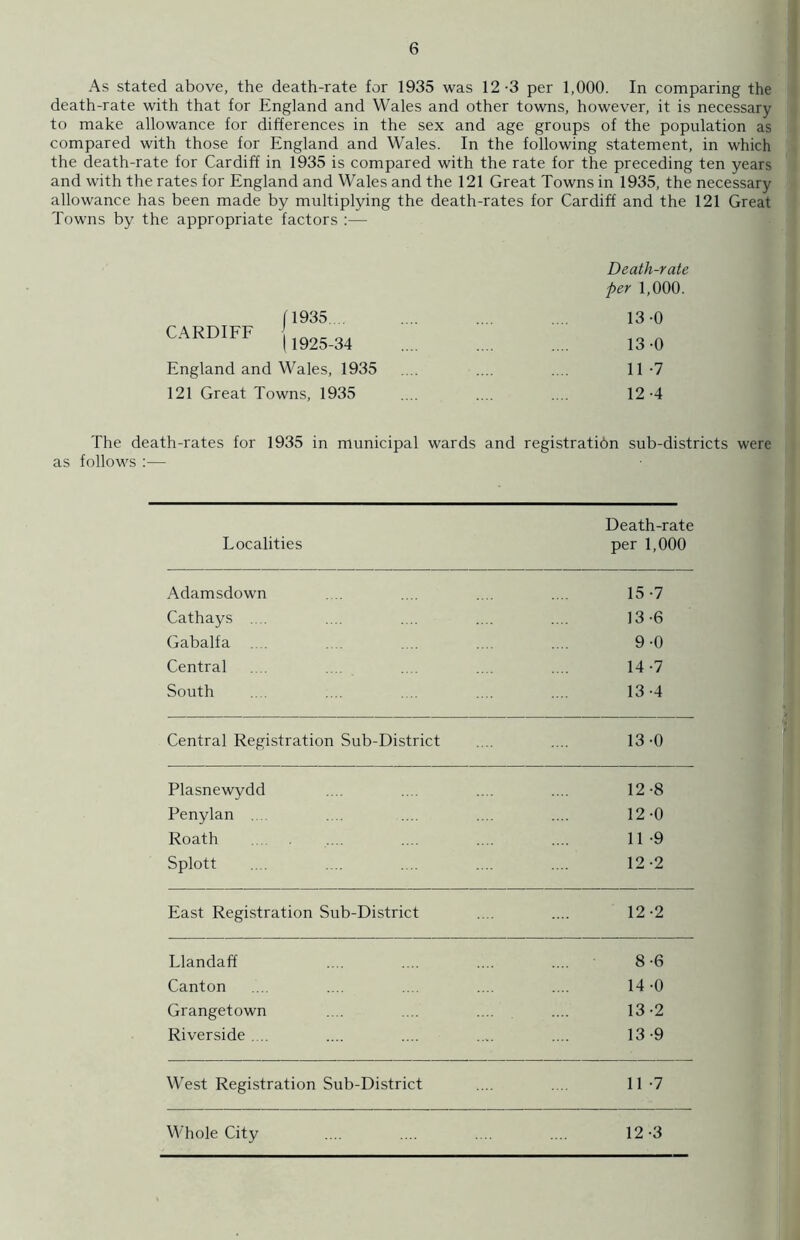 6
As stated above, the death-rate for 1935 was 12·3 per 1,000. In comparing the
death-rate with that for England and Wales and other towns, however, it is necessary
to make allowance for differences in the sex and age groups of the population as
compared with those for England and Wales. In the following statement, in which
the death-rate for Cardiff in 1935 is compared with the rate for the preceding ten years
and with the rates for England and Wales and the 121 Great Towns in 1935, the necessary
allowance has been made by multiplying the death-rates for Cardiff and the 121 Great
Towns by the appropriate factors :—
Death-rate
per 1,000.
CARDIFF { 1935.... .... .... .... 13·0
1925-34 .... .... .... 13·0
England and Wales, 1935 .... .... .... 11·7
121 Great Towns, 1935 .... .... .... 12·4
The death-rates for 1935 in municipal wards and registration sub-districts were
as follows :—
Localities Death-rate per 1,000
Adamsdown .... .... .... .... 15·7
Cathays .... .... .... .... .... 13·6
Gabalfa .... .... .... .... .... 9·0
Central .... .... .... .... .... 14·7
South .... .... .... .... .... 13·4
Central Registration Sub-District .... .... 13·0
Plasnewydd .... .... .... .... 12·8
Penylan .... .... .... .... .... 12·0
Roath .... .... .... .... .... 11·9
Splott .... .... .... .... .... 12·2
East Registration Sub-District .... .... 12·2
Llandaff .... .... .... .... 8·6
Canton .... .... .... .... .... 14·0
Grangetown .... .... .... .... 13·2
Riverside .... .... .... .... .... 13·9
West Registration Sub-District .... .... 11·7
Whole City .... .... .... .... 12·3